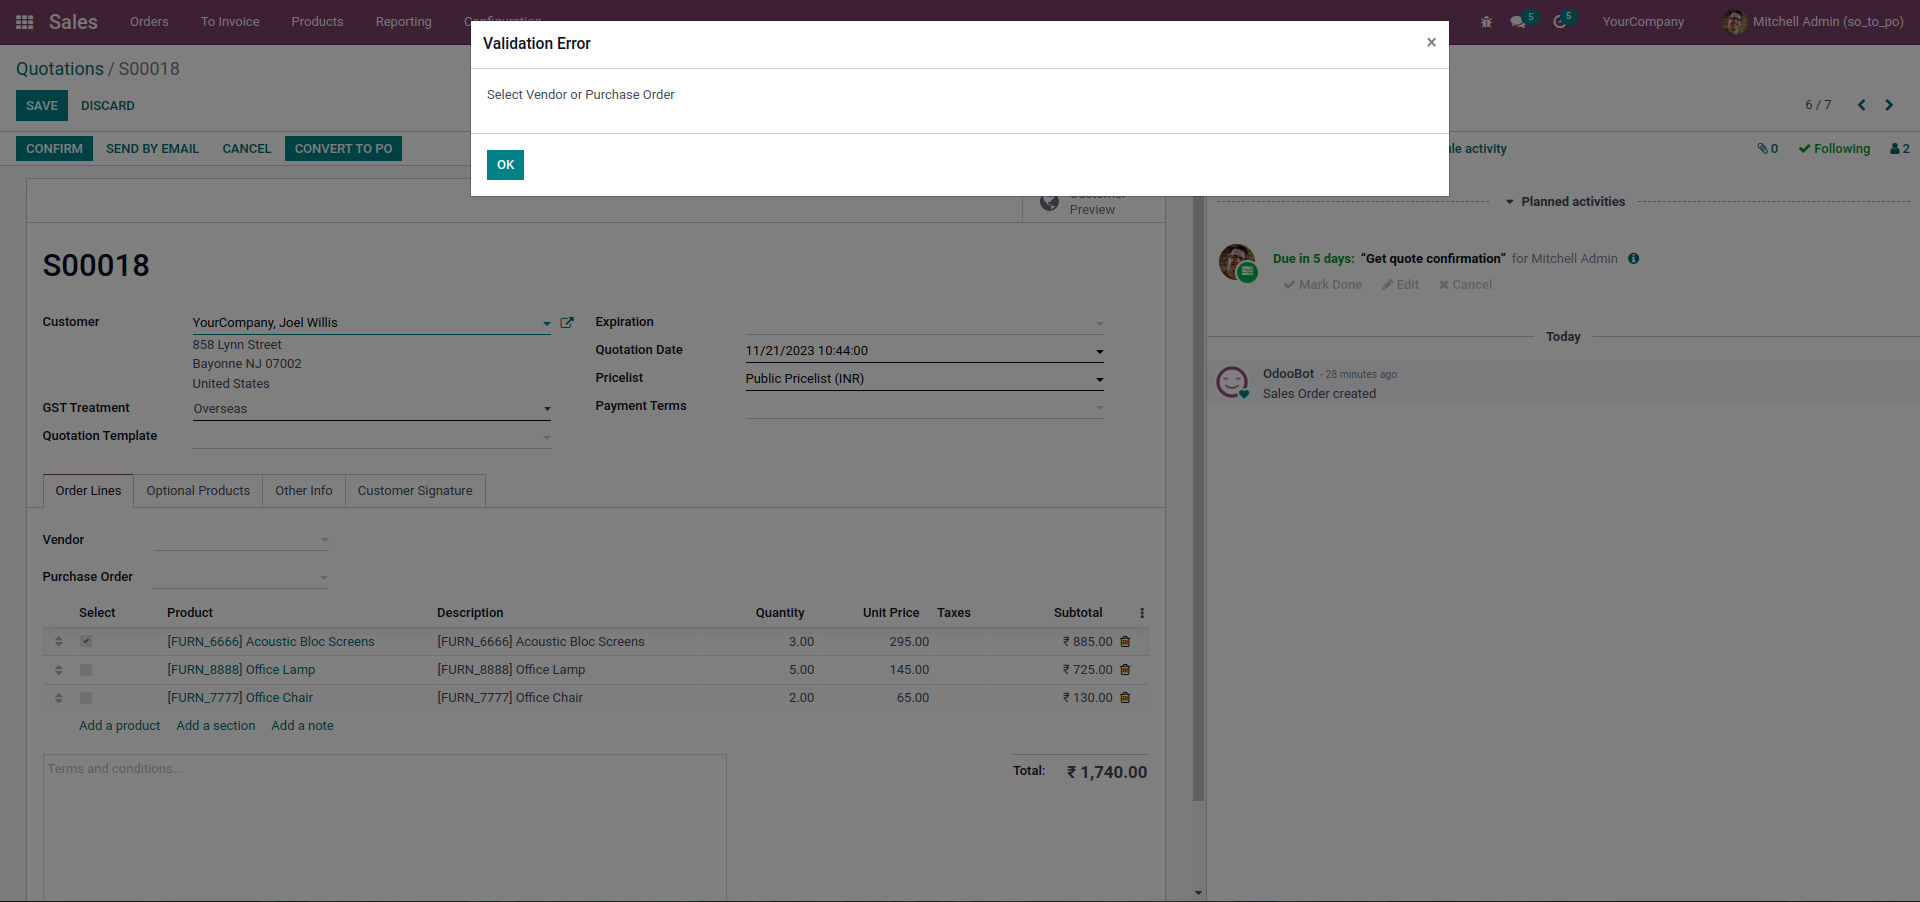 Sales Orders To Invoice Products Reporting Configuration 5 5 YourCompany Mitchell Admin (so_to_po)
Validation Error ×
Select Vendor or Purchase Order
OK
Quotations / S00018
SAVE DISCARD 6 / 7
CONFIRM SEND BY EMAIL CANCEL CONVERT TO PO activity 0 Following 2
Customer
Preview
Planned activities
S00018
Due in 5 days: “Get quote confirmation” for Mitchell Admin
Mark Done Edit Cancel
Customer YourCompany, Joel Willis
858 Lynn Street
Bayonne NJ 07002
United States
GST Treatment Overseas
Quotation Template
Expiration
Quotation Date 11/21/2023 10:44:00
Pricelist Public Pricelist (INR)
Payment Terms
Today
OdooBot - 28 minutes ago
Sales Order created
Order Lines Optional Products Other Info Customer Signature
Vendor
Purchase Order
Select Product Description Quantity Unit Price Taxes Subtotal
[FURN_6666] Acoustic Bloc Screens [FURN_6666] Acoustic Bloc Screens 3.00 295.00 ₹ 885.00
[FURN_8888] Office Lamp [FURN_8888] Office Lamp 5.00 145.00 ₹ 725.00
[FURN_7777] Office Chair [FURN_7777] Office Chair 2.00 65.00 ₹ 130.00
Add a product Add a section Add a note
Terms and conditions...
Total: ₹ 1,740.00